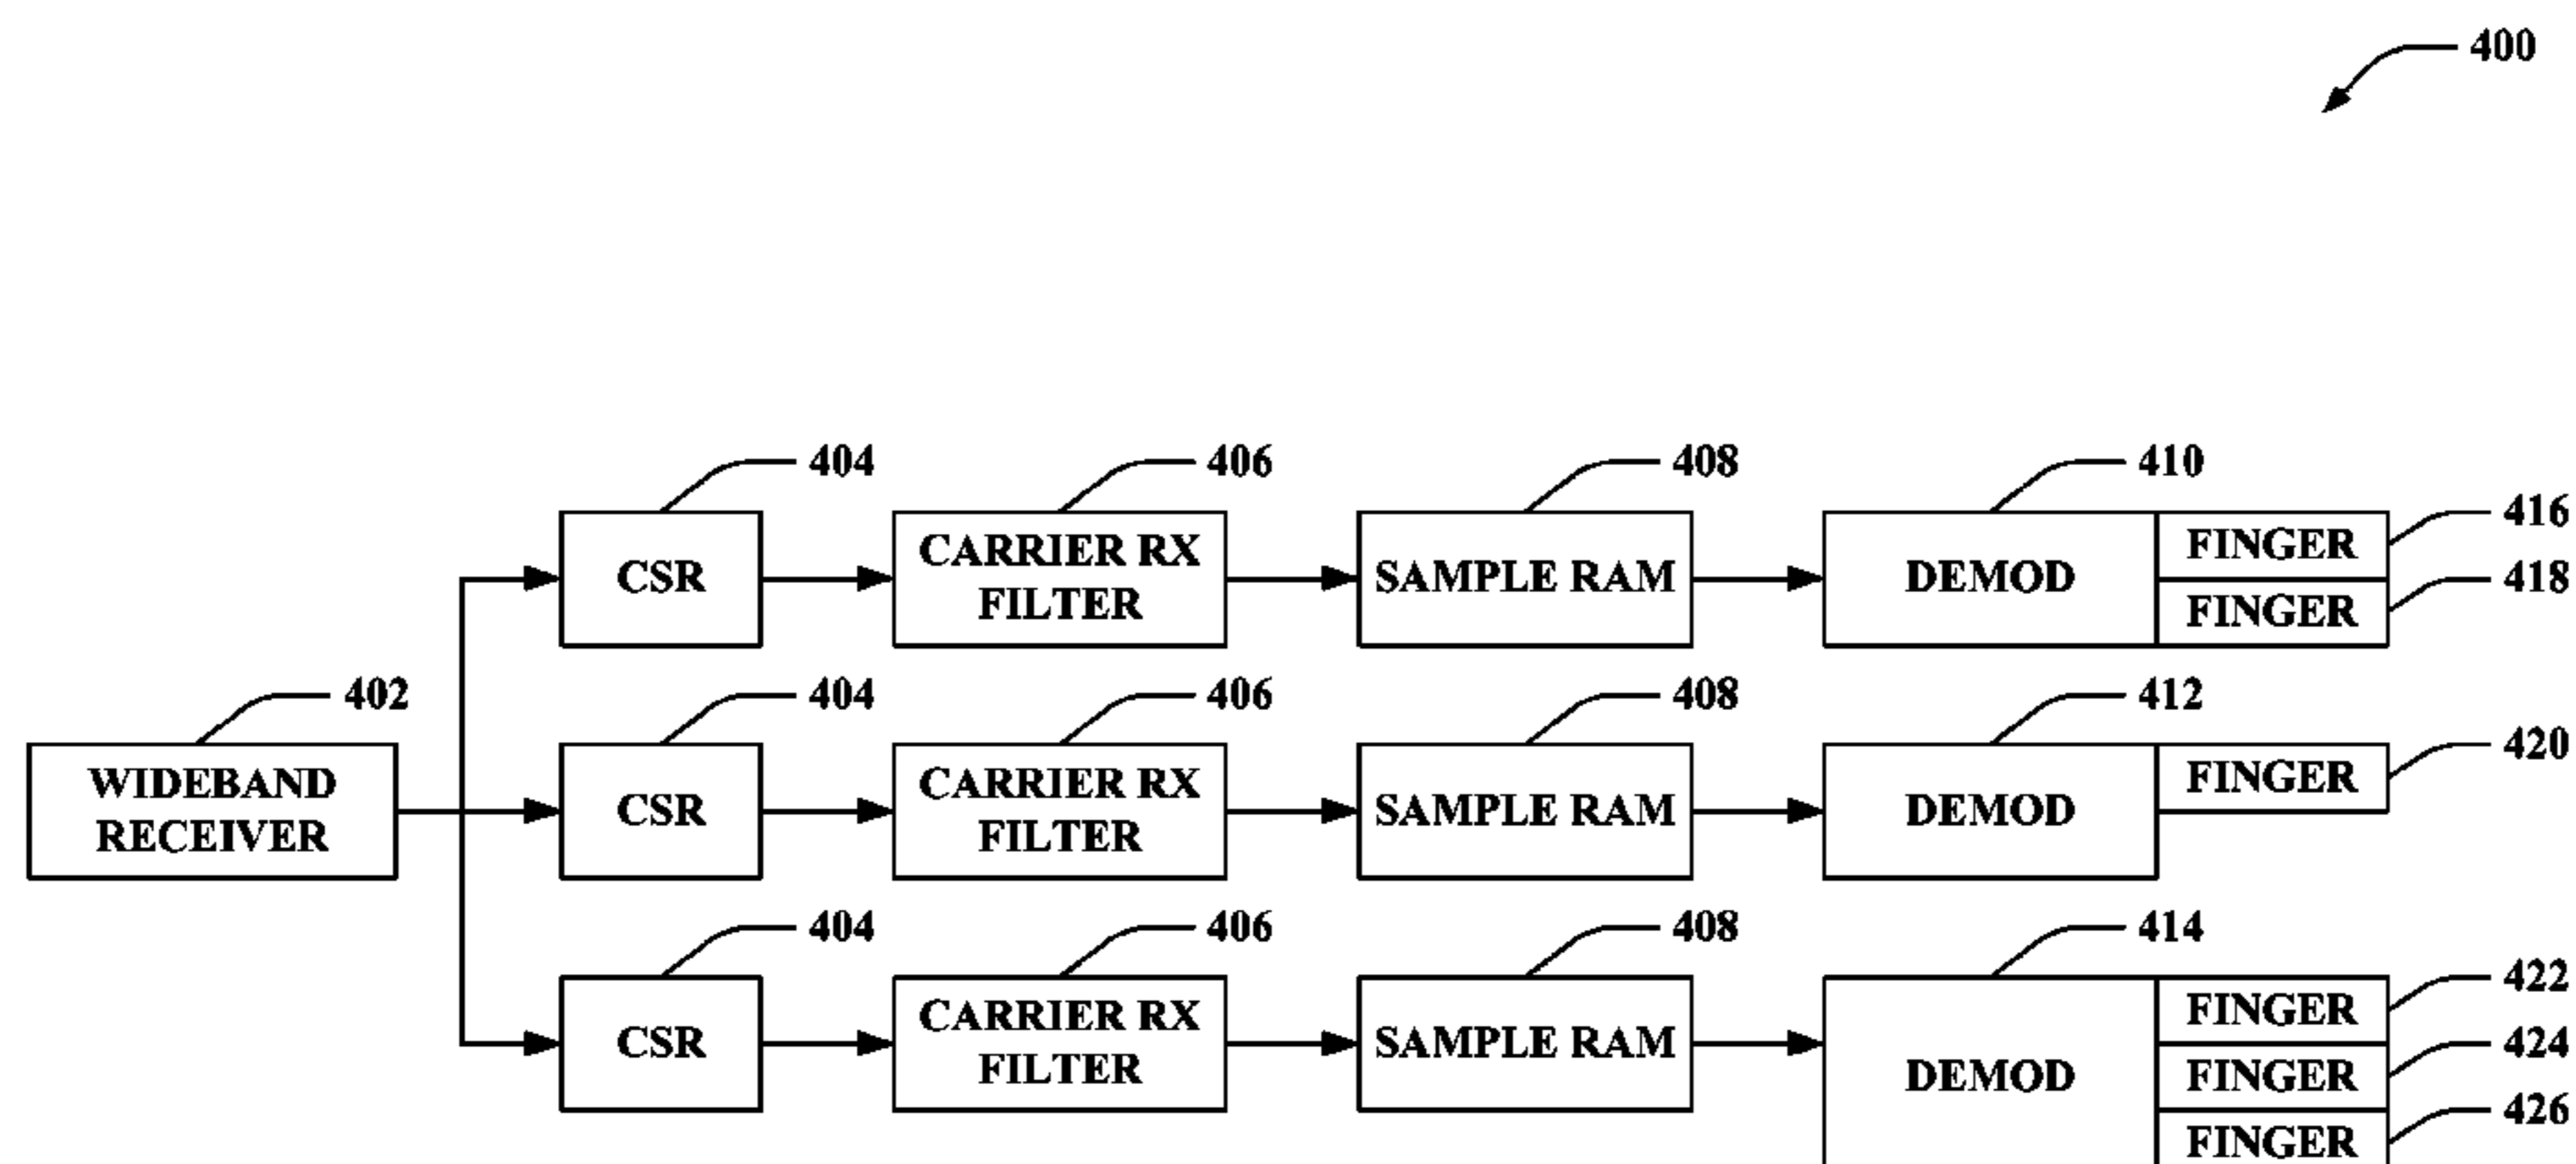 400
404
406
408
410
416
CSR
CARRIER RX
FILTER
SAMPLE RAM
DEMOD
FINGER
FINGER
418
402
404
406
408
412
420
WIDEBAND
RECEIVER
CSR
CARRIER RX
FILTER
SAMPLE RAM
DEMOD
FINGER
404
406
408
414
422
CSR
CARRIER RX
FILTER
SAMPLE RAM
DEMOD
FINGER
424
FINGER
426
FINGER